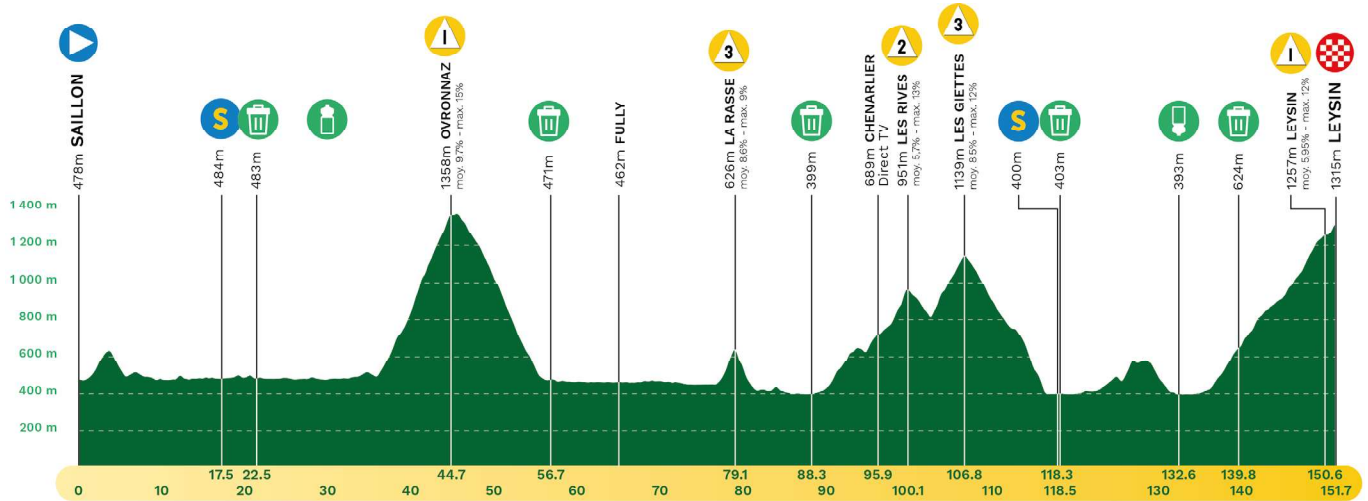 478m SAILLON
S
484m
483m
1
1358m OVRONNAZ
moy. 9.7% - max. 15%
471m
462m FULLY
3
626m LA RASSE
moy. 8.6% - max. 9%
399m
689m CHENARLIER
Direct TV
2
951m LES RIVES
moy. 5,7% - max. 13%
3
1139m LES GIETTES
moy. 8.5% - max. 12%
S
400m
403m
393m
624m
1
1257m LEYSIN
moy. 5.95% - max. 12%
1315m LEYSIN
1 400 m
1 200 m
1 000 m
800 m
600 m
400 m
200 m
17.5 22.5 44.7 56.7 79.1 88.3 95.9 106.8 118.3 132.6 139.8 150.6
0 10 20 30 40 50 60 70 80 90 100.1 110 118.5 130 140 151.7